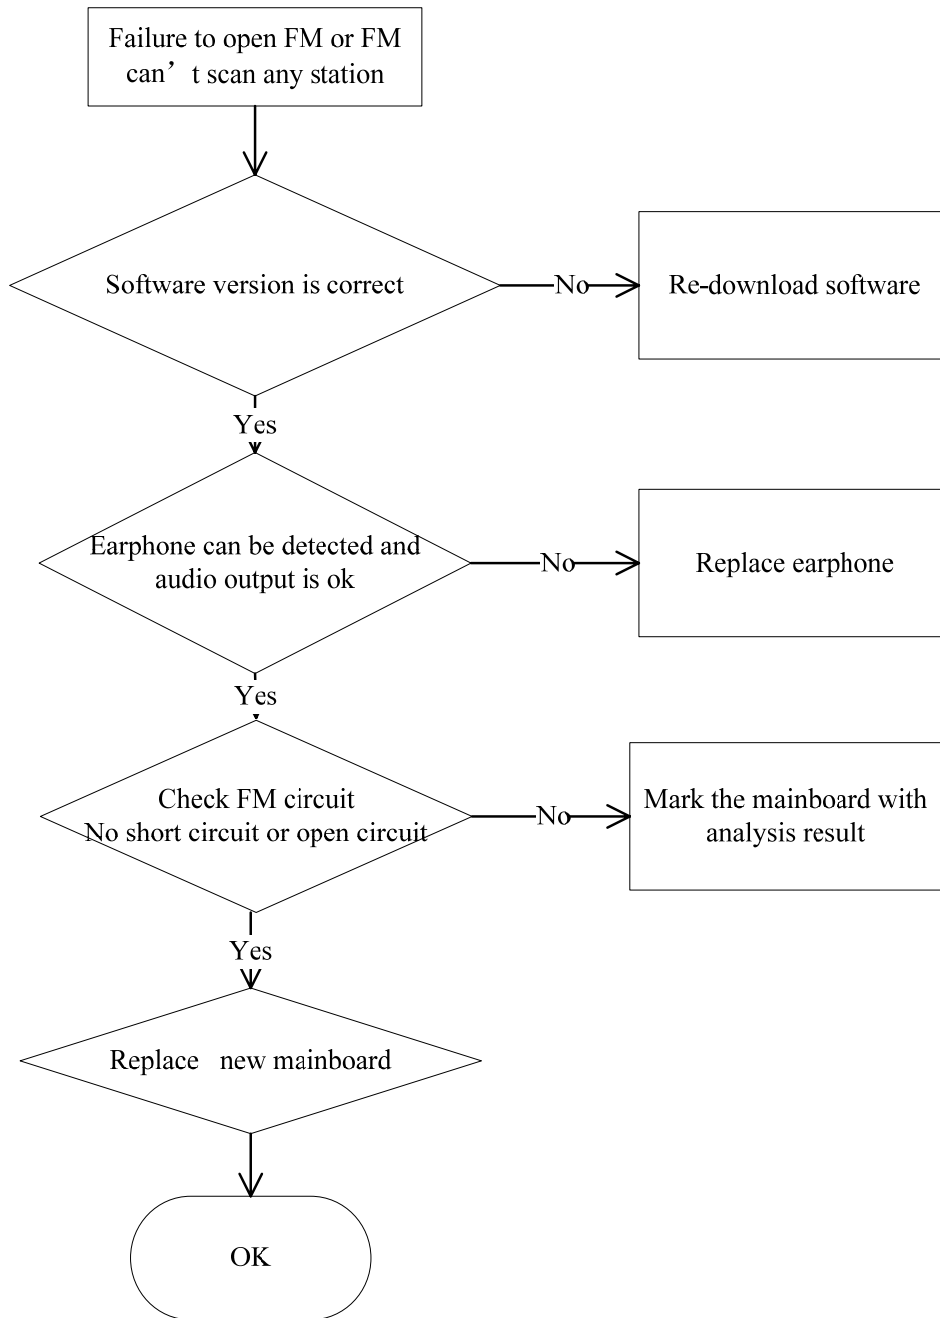 Failure to open FM or FM
can’t scan any station
Software version is correct
No
Re-download software
Yes
Earphone can be detected and
audio output is ok
No
Replace earphone
Yes
Check FM circuit
No short circuit or open circuit
No
Mark the mainboard with
analysis result
Yes
Replace new mainboard
OK